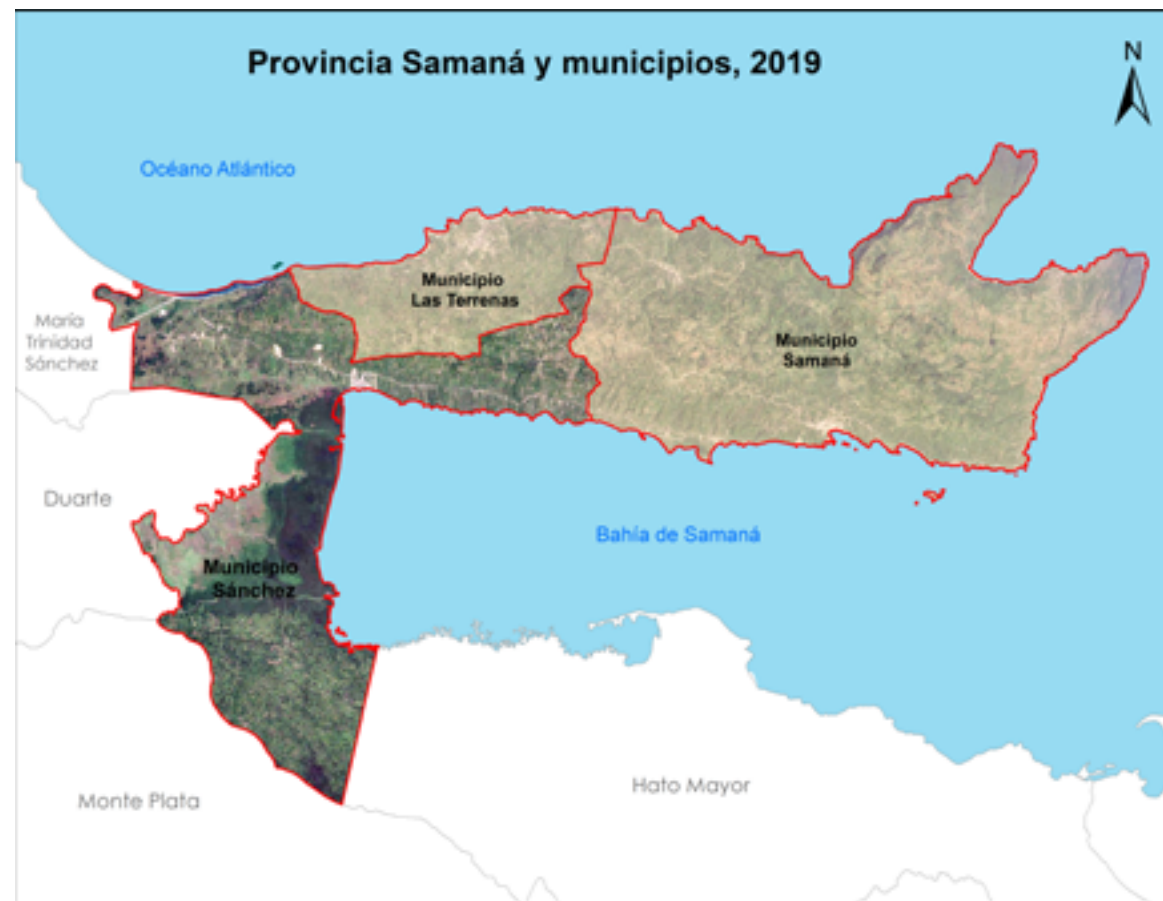 Provincia Samaná y municipios, 2019
N
Océano Atlántico
Municipio
Las Terrenas
María
Trinidad
Sánchez
Municipio
Samaná
Duarte
Bahía de Samaná
Municipio
Sánchez
Hato Mayor
Monte Plata